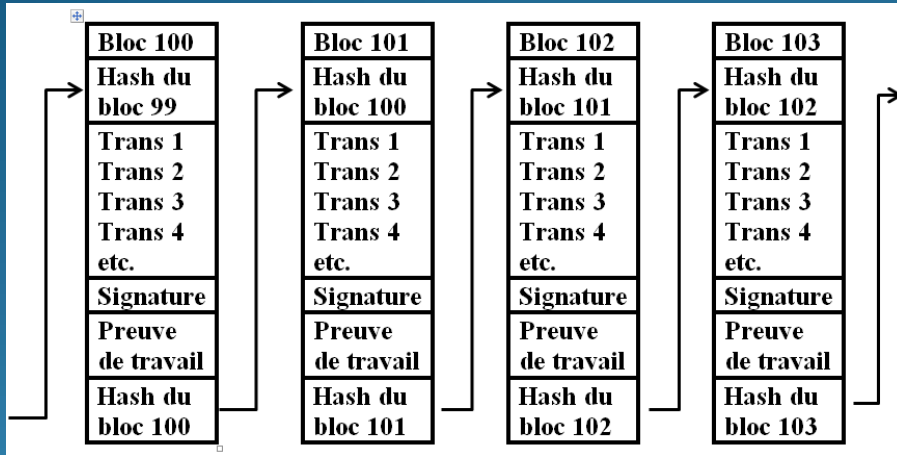 Bloc 100
Hash du
bloc 99
Trans 1
Trans 2
Trans 3
Trans 4
etc.
Signature
Preuve
de travail
Hash du
bloc 100
Bloc 101
Hash du
bloc 100
Trans 1
Trans 2
Trans 3
Trans 4
etc.
Signature
Preuve
de travail
Hash du
bloc 101
Bloc 102
Hash du
bloc 101
Trans 1
Trans 2
Trans 3
Trans 4
etc.
Signature
Preuve
de travail
Hash du
bloc 102
Bloc 103
Hash du
bloc 102
Trans 1
Trans 2
Trans 3
Trans 4
etc.
Signature
Preuve
de travail
Hash du
bloc 103